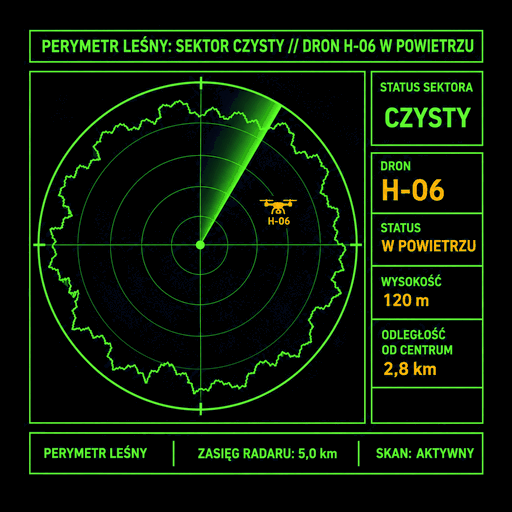 PERYMETR LEŚNY: SEKTOR CZYSTY // DRON H-06 W POWIETRZU
STATUS SEKTORA
CZYSTY
H-06
DRON
H-06
STATUS
W POWIETRZU
WYSOKOŚĆ
120 m
ODLEGŁOŚĆ
OD CENTRUM
2,8 km
PERYMETR LEŚNY
ZASIĘG RADARU: 5,0 km
SKAN: AKTYWNY